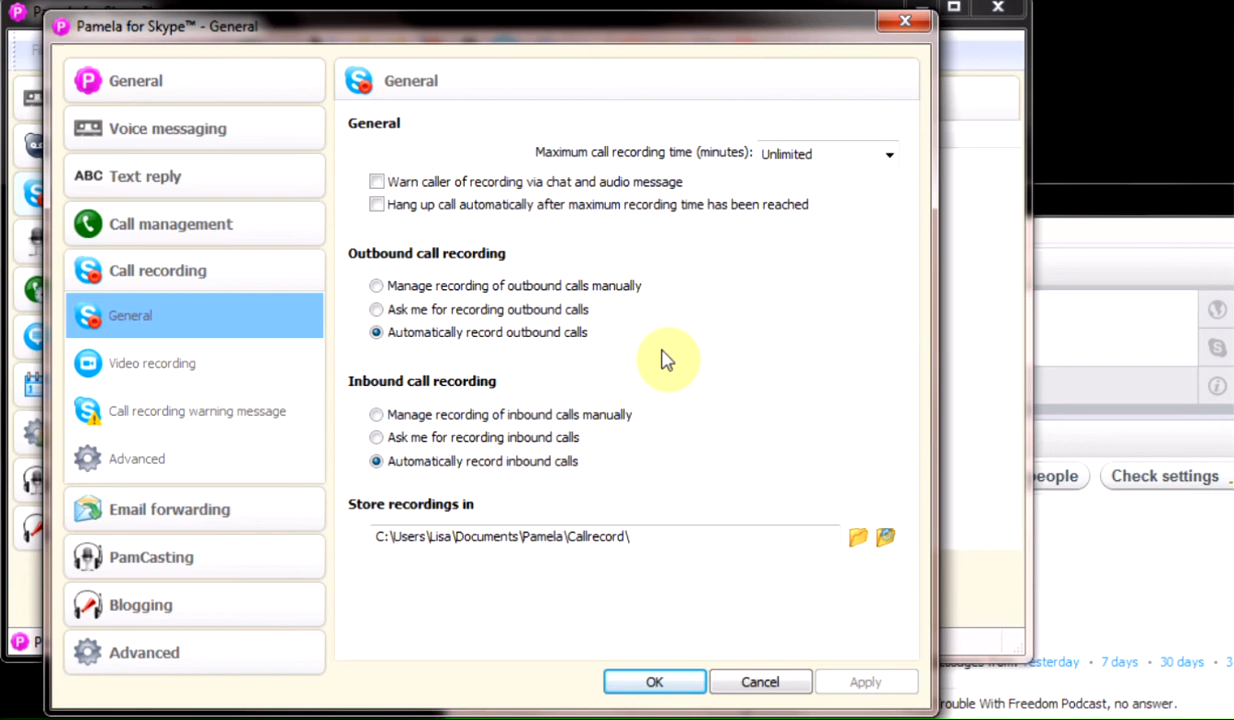 Pamela for Skype™ - General
General
Voice messaging
ABC Text reply
Call management
Call recording
General
Video recording
Call recording warning message
Advanced
Email forwarding
PamCasting
Blogging
Advanced
General
General
Maximum call recording time (minutes): Unlimited
Warn caller of recording via chat and audio message
Hang up call automatically after maximum recording time has been reached
Outbound call recording
Manage recording of outbound calls manually
Ask me for recording outbound calls
Automatically record outbound calls
Inbound call recording
Manage recording of inbound calls manually
Ask me for recording inbound calls
Automatically record inbound calls
Store recordings in
C:\Users\Lisa\Documents\Pamela\Callrecord\
OK Cancel Apply
people Check settings
Yesterday • 7 days • 30 days • 3
rouble With Freedom Podcast, no answer.